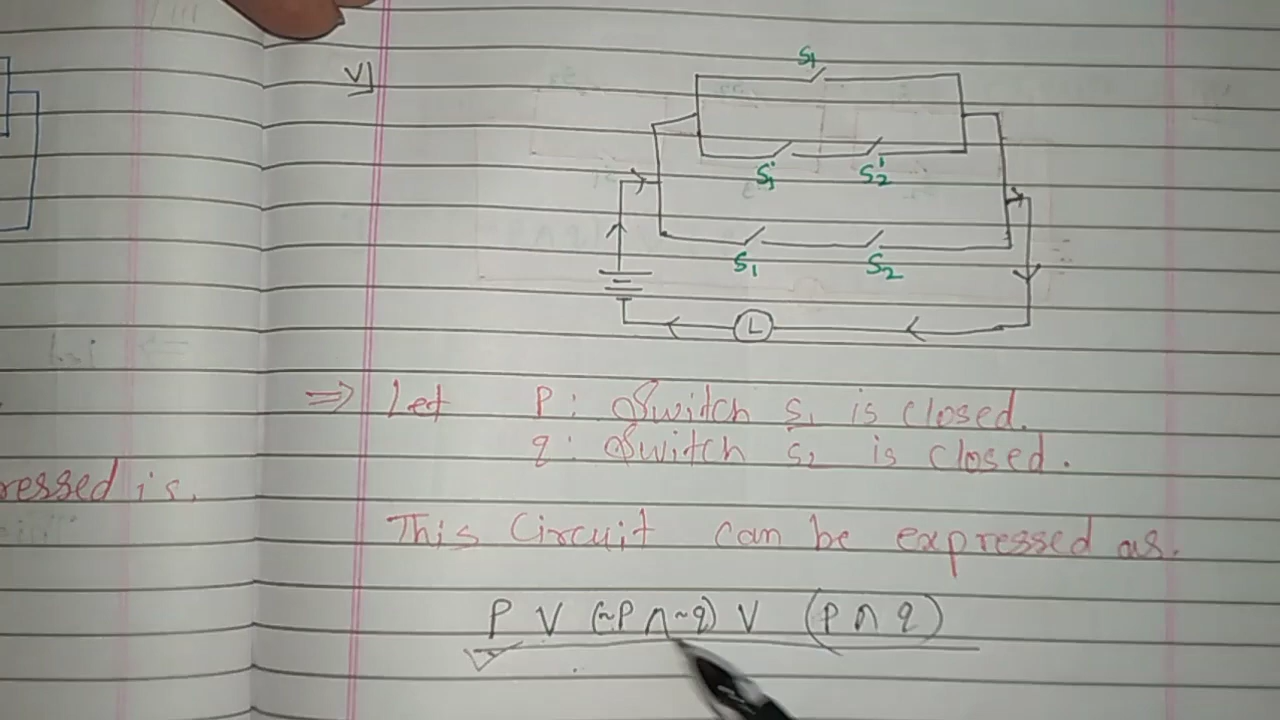 V]
S1
S1' S2'
S1 S2
L
⇒ Let P : Switch S1 is closed.
q : Switch S2 is closed.
ressed is.
This Circuit can be expressed as.
P V (~P ∩ ~q) V (P ∩ q)